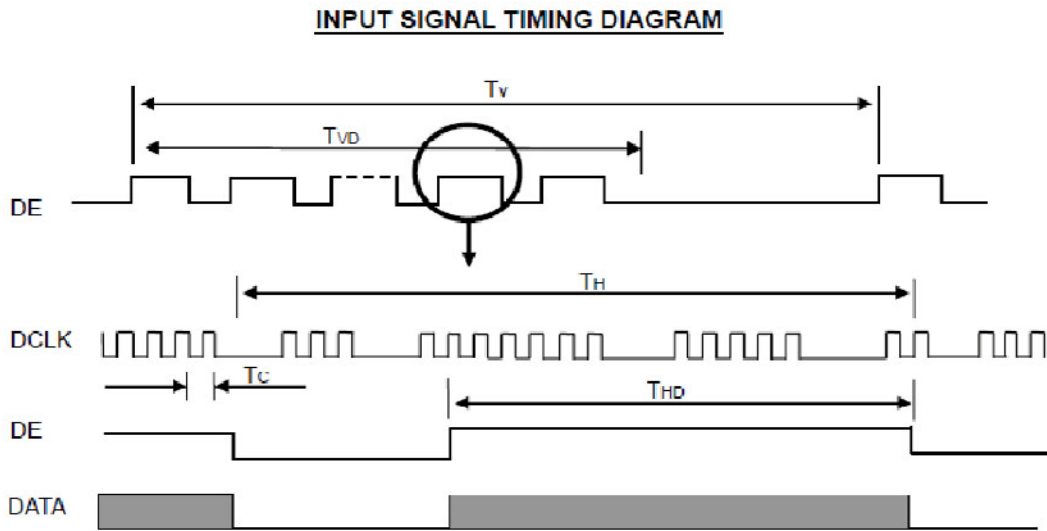 INPUT SIGNAL TIMING DIAGRAM
Tv
TVD
DE
TH
DCLK
TC
THD
DE
DATA